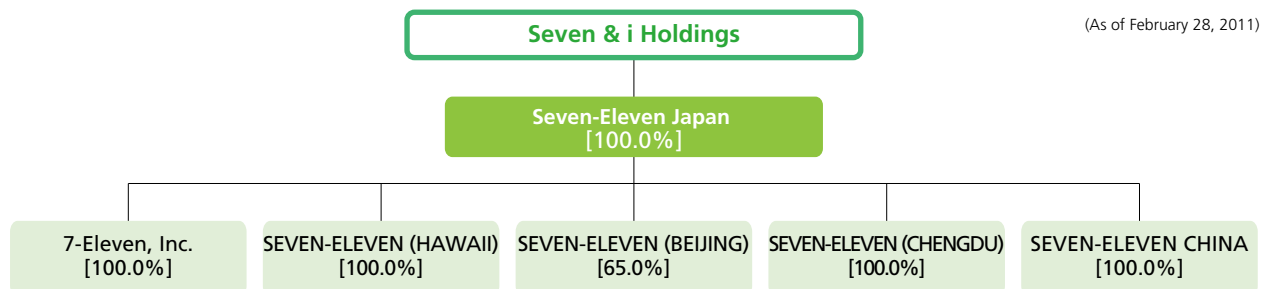 Seven & i Holdings
(As of February 28, 2011)
Seven-Eleven Japan
[100.0%]
7-Eleven, Inc.
[100.0%]
SEVEN-ELEVEN (HAWAII)
[100.0%]
SEVEN-ELEVEN (BEIJING)
[65.0%]
SEVEN-ELEVEN (CHENGDU)
[100.0%]
SEVEN-ELEVEN CHINA
[100.0%]